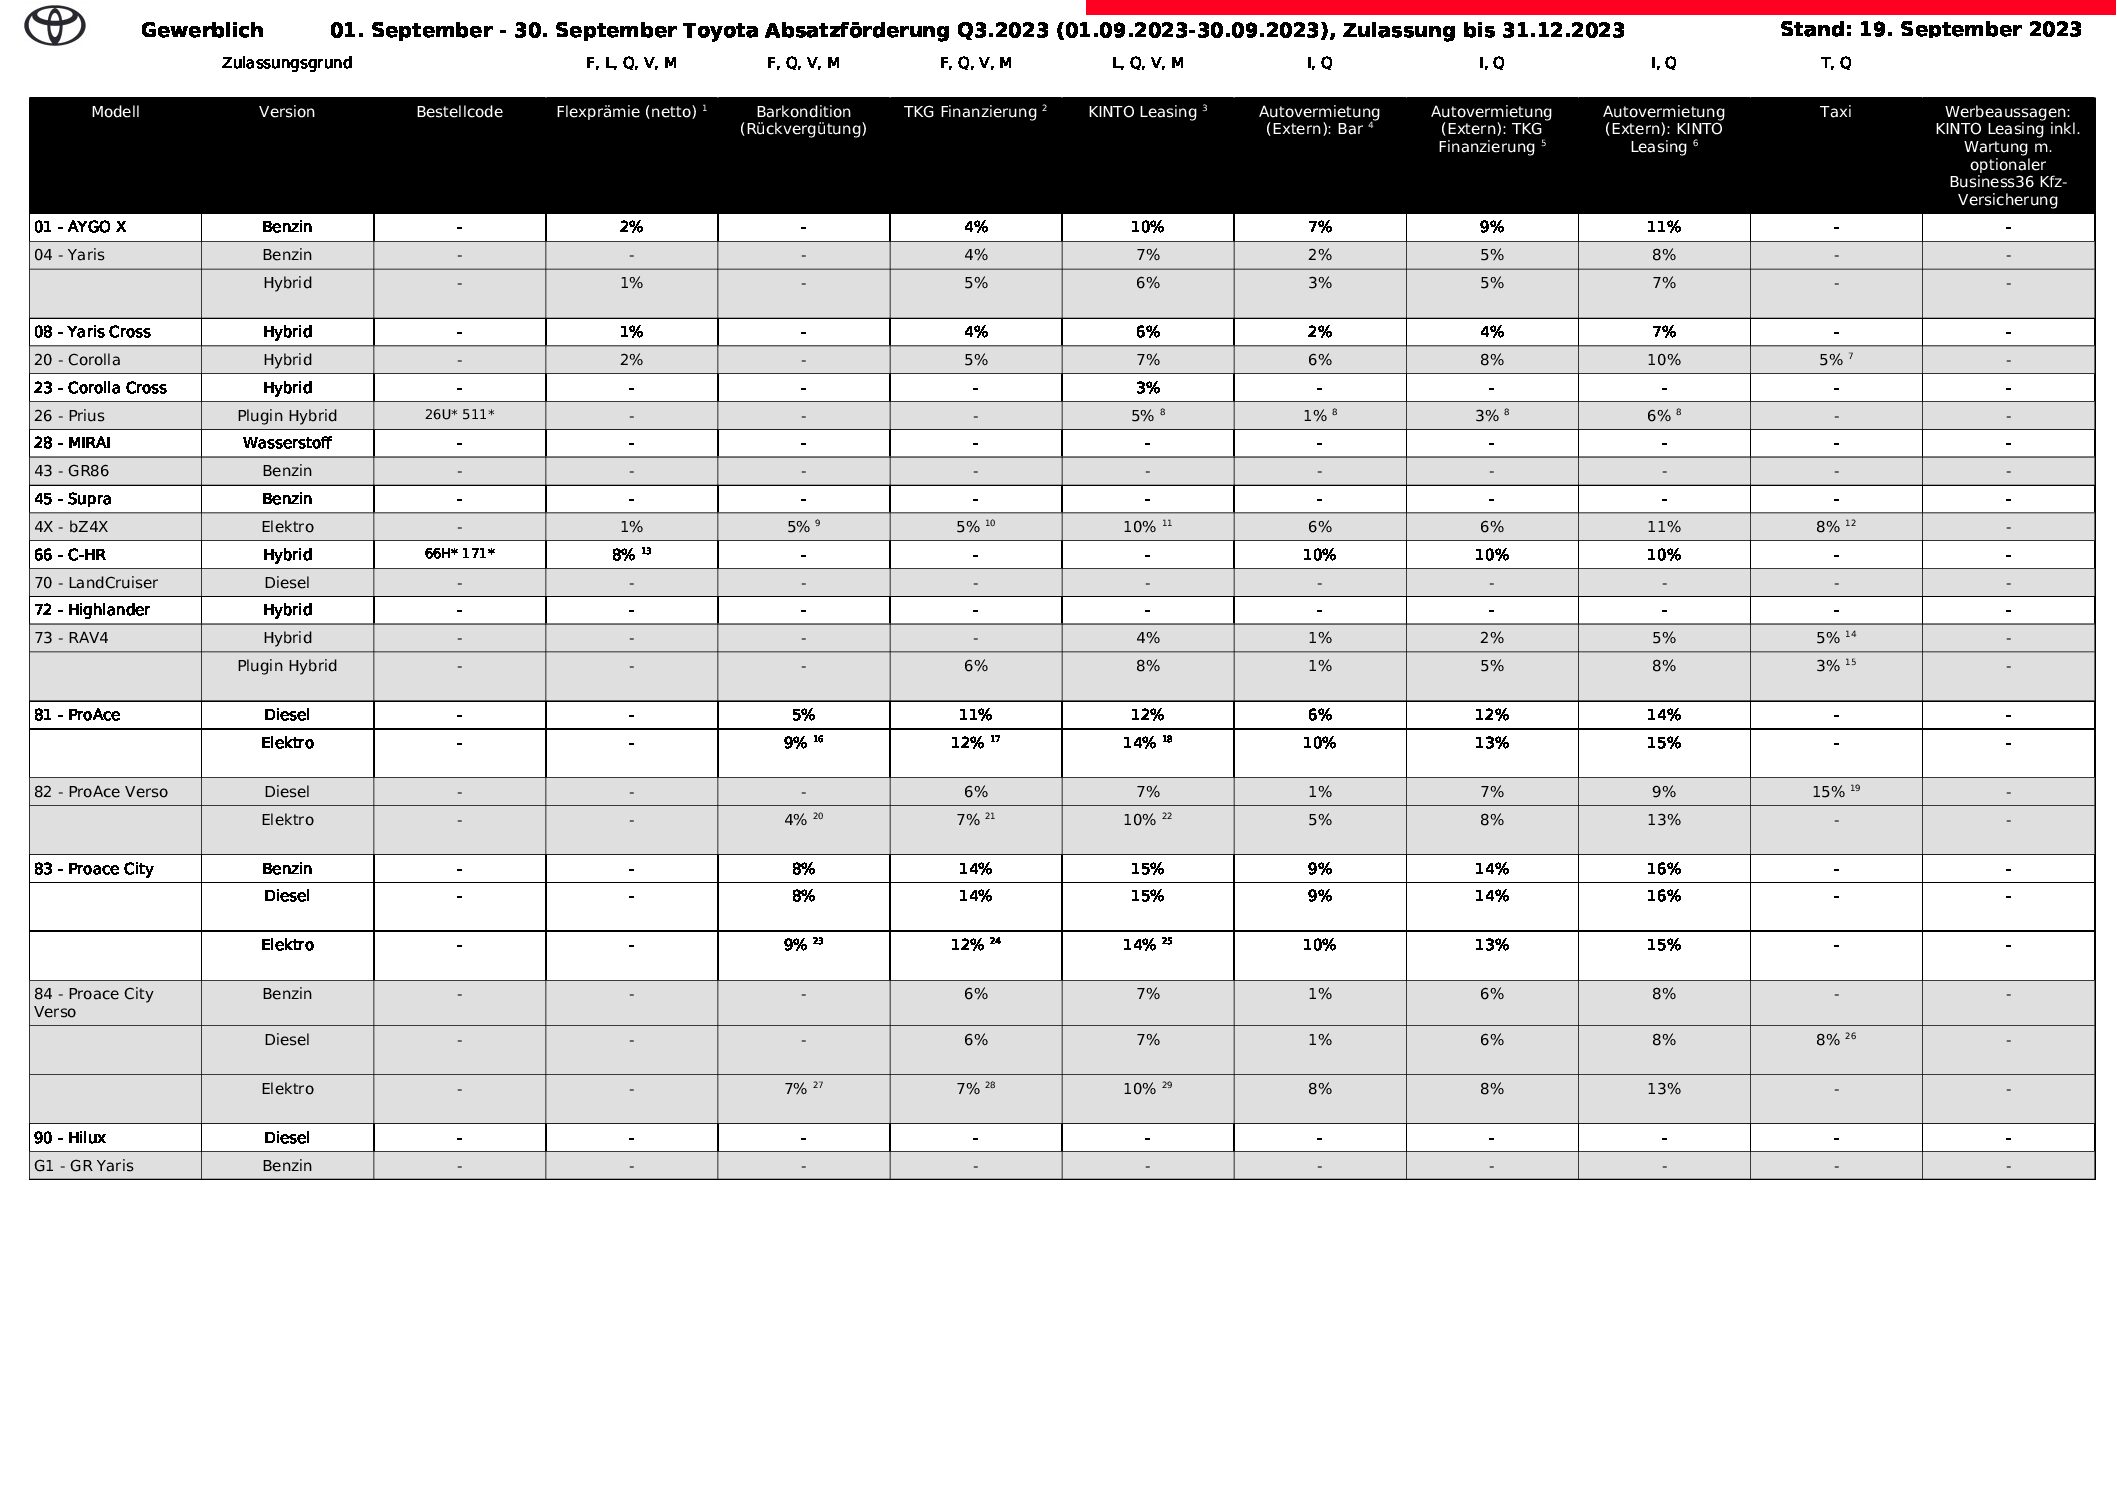 Gewerblich 01. September - 30. September Toyota Absatzförderung Q3.2023 (01.09.2023-30.09.2023), Zulassung bis 31.12.2023 Stand: 19. September 2023
Zulassungsgrund F, L, Q, V, M F, Q, V, M F, Q, V, M L, Q, V, M I, Q I, Q I, Q T, Q
Modell Version Bestellcode Flexprämie (netto) 1 Barkondition (Rückvergütung) TKG Finanzierung 2 KINTO Leasing 3 Autovermietung (Extern): Bar 4 Autovermietung (Extern): TKG Finanzierung 5 Autovermietung (Extern): KINTO Leasing 6 Taxi Werbeaussagen: KINTO Leasing inkl. Wartung m. optionaler Business36 Kfz-Versicherung
01 - AYGO X Benzin - 2% - 4% 10% 7% 9% 11% - -
04 - Yaris Benzin - - - 4% 7% 2% 5% 8% - -
Hybrid - 1% - 5% 6% 3% 5% 7% - -
08 - Yaris Cross Hybrid - 1% - 4% 6% 2% 4% 7% - -
20 - Corolla Hybrid - 2% - 5% 7% 6% 8% 10% 5% 7 -
23 - Corolla Cross Hybrid - - - - 3% - - - - -
26 - Prius Plugin Hybrid 26U* 511* - - - 5% 8 1% 8 3% 8 6% 8 - -
28 - MIRAI Wasserstoff - - - - - - - - - -
43 - GR86 Benzin - - - - - - - - - -
45 - Supra Benzin - - - - - - - - - -
4X - bZ4X Elektro - 1% 5% 9 5% 10 10% 11 6% 6% 11% 8% 12 -
66 - C-HR Hybrid 66H* 171* 8% 13 - - - 10% 10% 10% - -
70 - LandCruiser Diesel - - - - - - - - - -
72 - Highlander Hybrid - - - - - - - - - -
73 - RAV4 Hybrid - - - - 4% 1% 2% 5% 5% 14 -
Plugin Hybrid - - - 6% 8% 1% 5% 8% 3% 15 -
81 - ProAce Diesel - - 5% 11% 12% 6% 12% 14% - -
Elektro - - 9% 16 12% 17 14% 18 10% 13% 15% - -
82 - ProAce Verso Diesel - - - 6% 7% 1% 7% 9% 15% 19 -
Elektro - - 4% 20 7% 21 10% 22 5% 8% 13% - -
83 - Proace City Benzin - - 8% 14% 15% 9% 14% 16% - -
Diesel - - 8% 14% 15% 9% 14% 16% - -
Elektro - - 9% 23 12% 24 14% 25 10% 13% 15% - -
84 - Proace City Verso Benzin - - - 6% 7% 1% 6% 8% - -
Diesel - - - 6% 7% 1% 6% 8% 8% 26 -
Elektro - - 7% 27 7% 28 10% 29 8% 8% 13% - -
90 - Hilux Diesel - - - - - - - - - -
G1 - GR Yaris Benzin - - - - - - - - - -